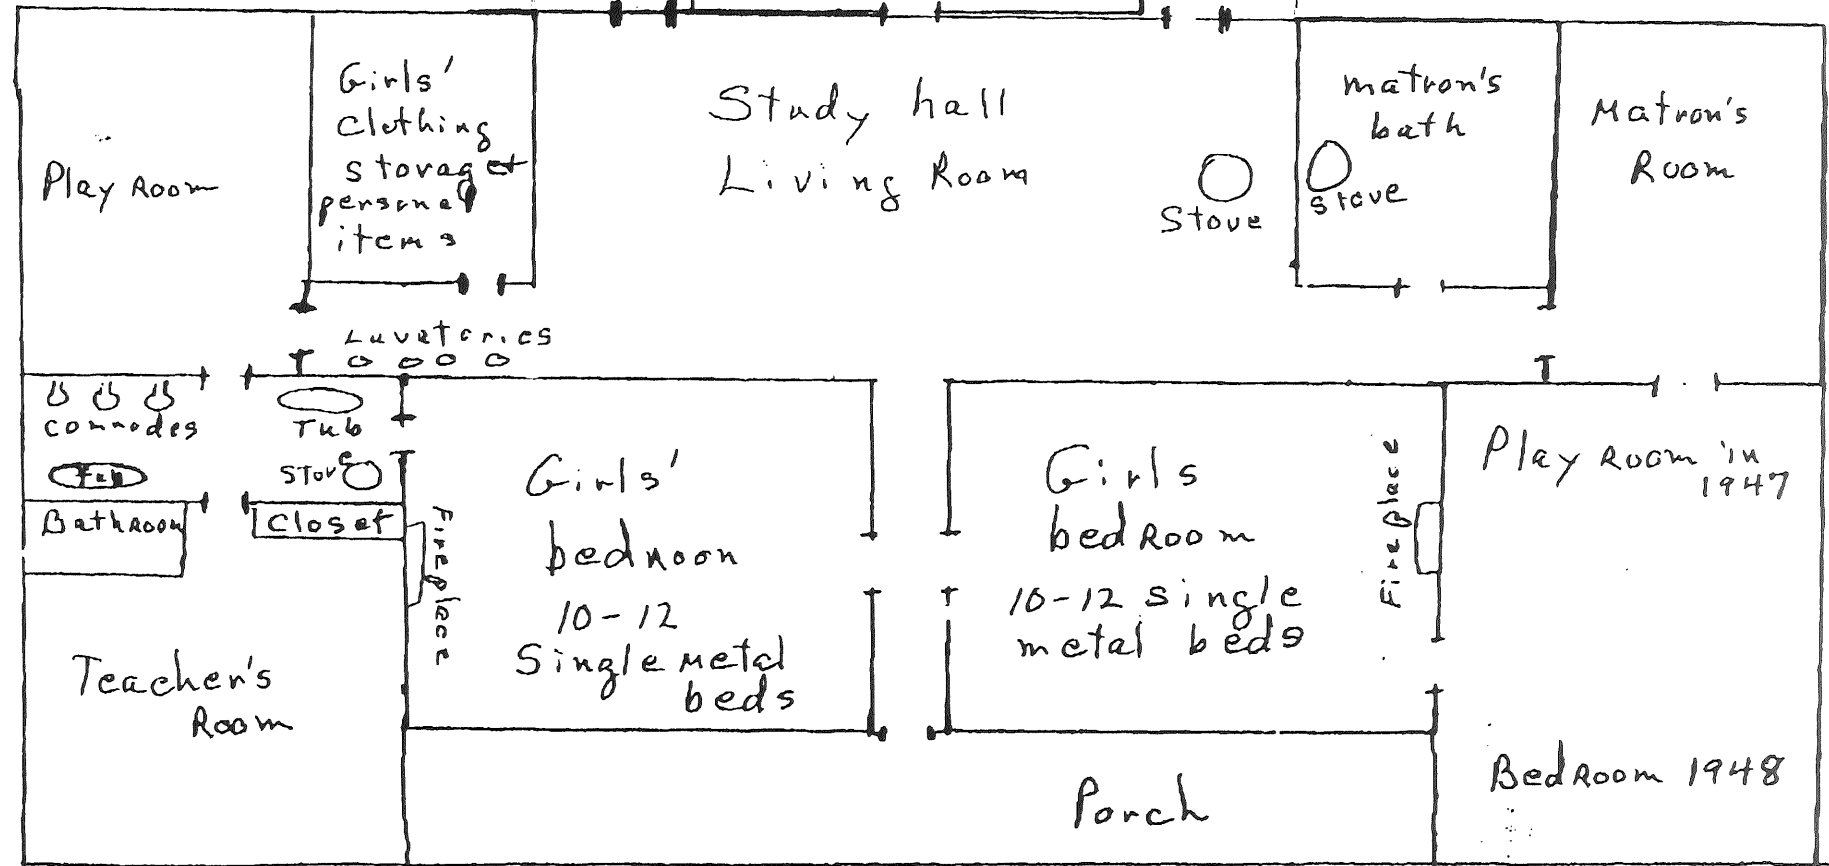 Play Room
Girls'
Clothing
storage +
personal
items
Study hall
Living Room
Stove
matron's
bath
Stove
Matron's
Room
Lavatories
commodes
Tub
Stove
Tub
Bathroom
Closet
Fireplace
Teacher's
Room
Girls'
bedroom
10-12
Single metal
beds
Girls
bedRoom
10-12 single
metal beds
Fireplace
Play Room in
1947
BedRoom 1948
Porch